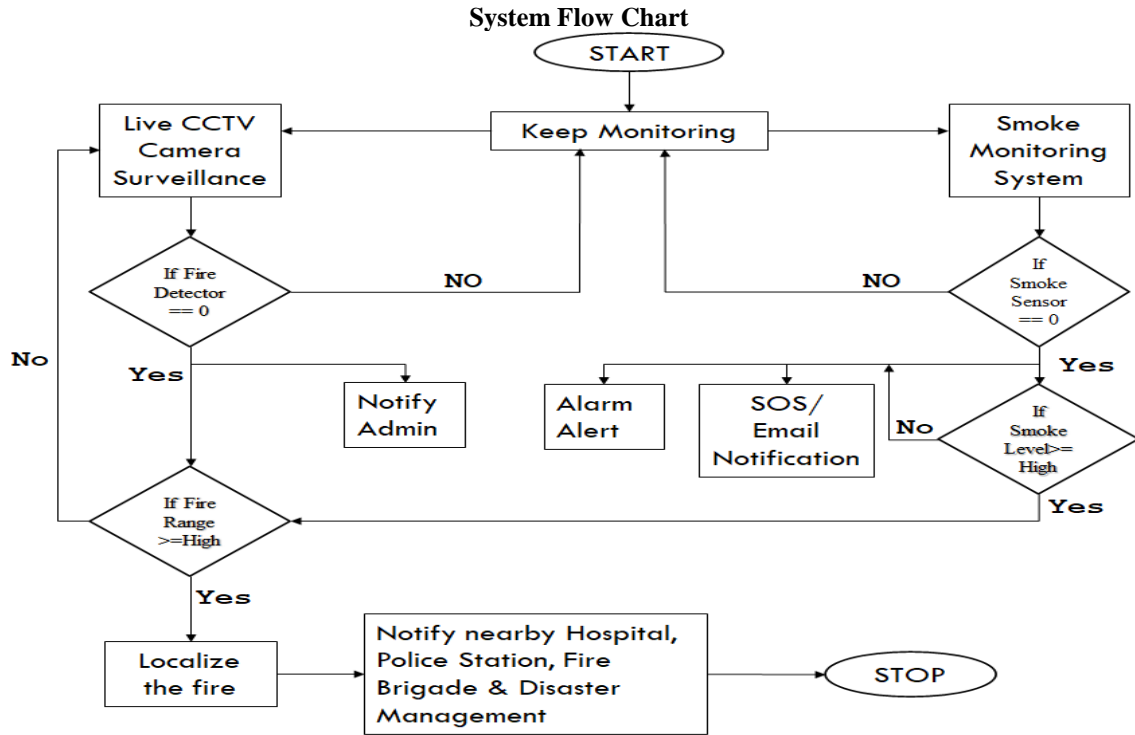 System Flow Chart
START
Live CCTV
Camera
Surveillance
Keep Monitoring
Smoke
Monitoring
System
If Fire
Detector
== 0
NO
NO
If
Smoke
Sensor
== 0
No
Yes
Yes
Notify
Admin
Alarm
Alert
SOS/
Email
Notification
No
If
Smoke
Level>=
High
If Fire
Range
>=High
Yes
Yes
Localize
the fire
Notify nearby Hospital,
Police Station, Fire
Brigade & Disaster
Management
STOP